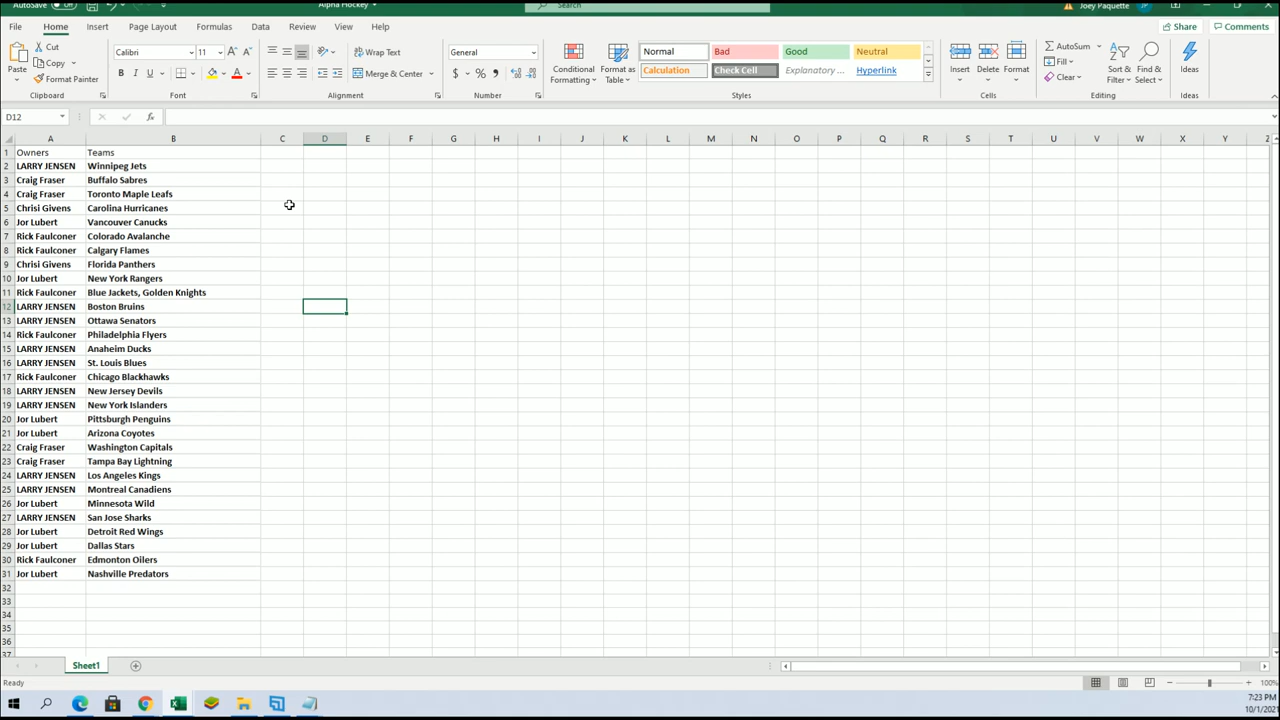 AutoSave Off Alpha Hockey Search Joey Paquette
File Home Insert Page Layout Formulas Data Review View Help Share Comments
Paste Cut Copy Format Painter Clipboard
Calibri 11 A A B I U A Font
Wrap Text Merge & Center Alignment
General $ % Number
Conditional Formatting Format as Table Normal Bad Good Neutral Calculation Check Cell Explanatory ... Hyperlink Styles
Insert Delete Format Cells
AutoSum Fill Clear Sort & Filter Find & Select Editing
Ideas Ideas
D12 fx
A B C D E F G H I J K L M N O P Q R S T U V W X Y Z
1 Owners Teams
2 LARRY JENSEN Winnipeg Jets
3 Craig Fraser Buffalo Sabres
4 Craig Fraser Toronto Maple Leafs
5 Chrisi Givens Carolina Hurricanes
6 Jor Lubert Vancouver Canucks
7 Rick Faulconer Colorado Avalanche
8 Rick Faulconer Calgary Flames
9 Chrisi Givens Florida Panthers
10 Jor Lubert New York Rangers
11 Rick Faulconer Blue Jackets, Golden Knights
12 LARRY JENSEN Boston Bruins
13 LARRY JENSEN Ottawa Senators
14 Rick Faulconer Philadelphia Flyers
15 LARRY JENSEN Anaheim Ducks
16 LARRY JENSEN St. Louis Blues
17 Rick Faulconer Chicago Blackhawks
18 LARRY JENSEN New Jersey Devils
19 LARRY JENSEN New York Islanders
20 Jor Lubert Pittsburgh Penguins
21 Jor Lubert Arizona Coyotes
22 Craig Fraser Washington Capitals
23 Craig Fraser Tampa Bay Lightning
24 LARRY JENSEN Los Angeles Kings
25 LARRY JENSEN Montreal Canadiens
26 Jor Lubert Minnesota Wild
27 LARRY JENSEN San Jose Sharks
28 Jor Lubert Detroit Red Wings
29 Jor Lubert Dallas Stars
30 Rick Faulconer Edmonton Oilers
31 Jor Lubert Nashville Predators
32
33
34
35
36
37
Sheet1
Ready 100%
7:23 PM
10/1/2021